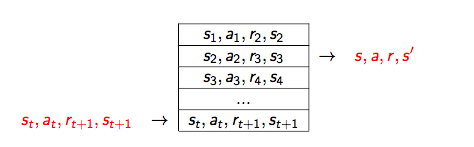 s₁, a₁, r₂, s₂
s₂, a₂, r₃, s₃ → s, a, r, s′
s₃, a₃, r₄, s₄
...
sₜ, aₜ, rₜ₊₁, sₜ₊₁ → sₜ, aₜ, rₜ₊₁, sₜ₊₁